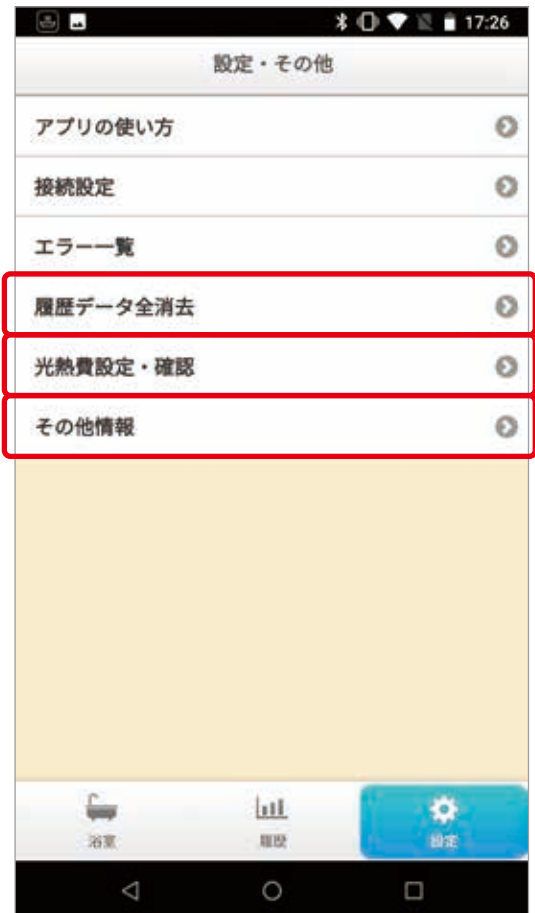 17:26
設定・その他
アプリの使い方
接続設定
エラー一覧
履歴データ全消去
光熱費設定・確認
その他情報
浴室
履歴
設定